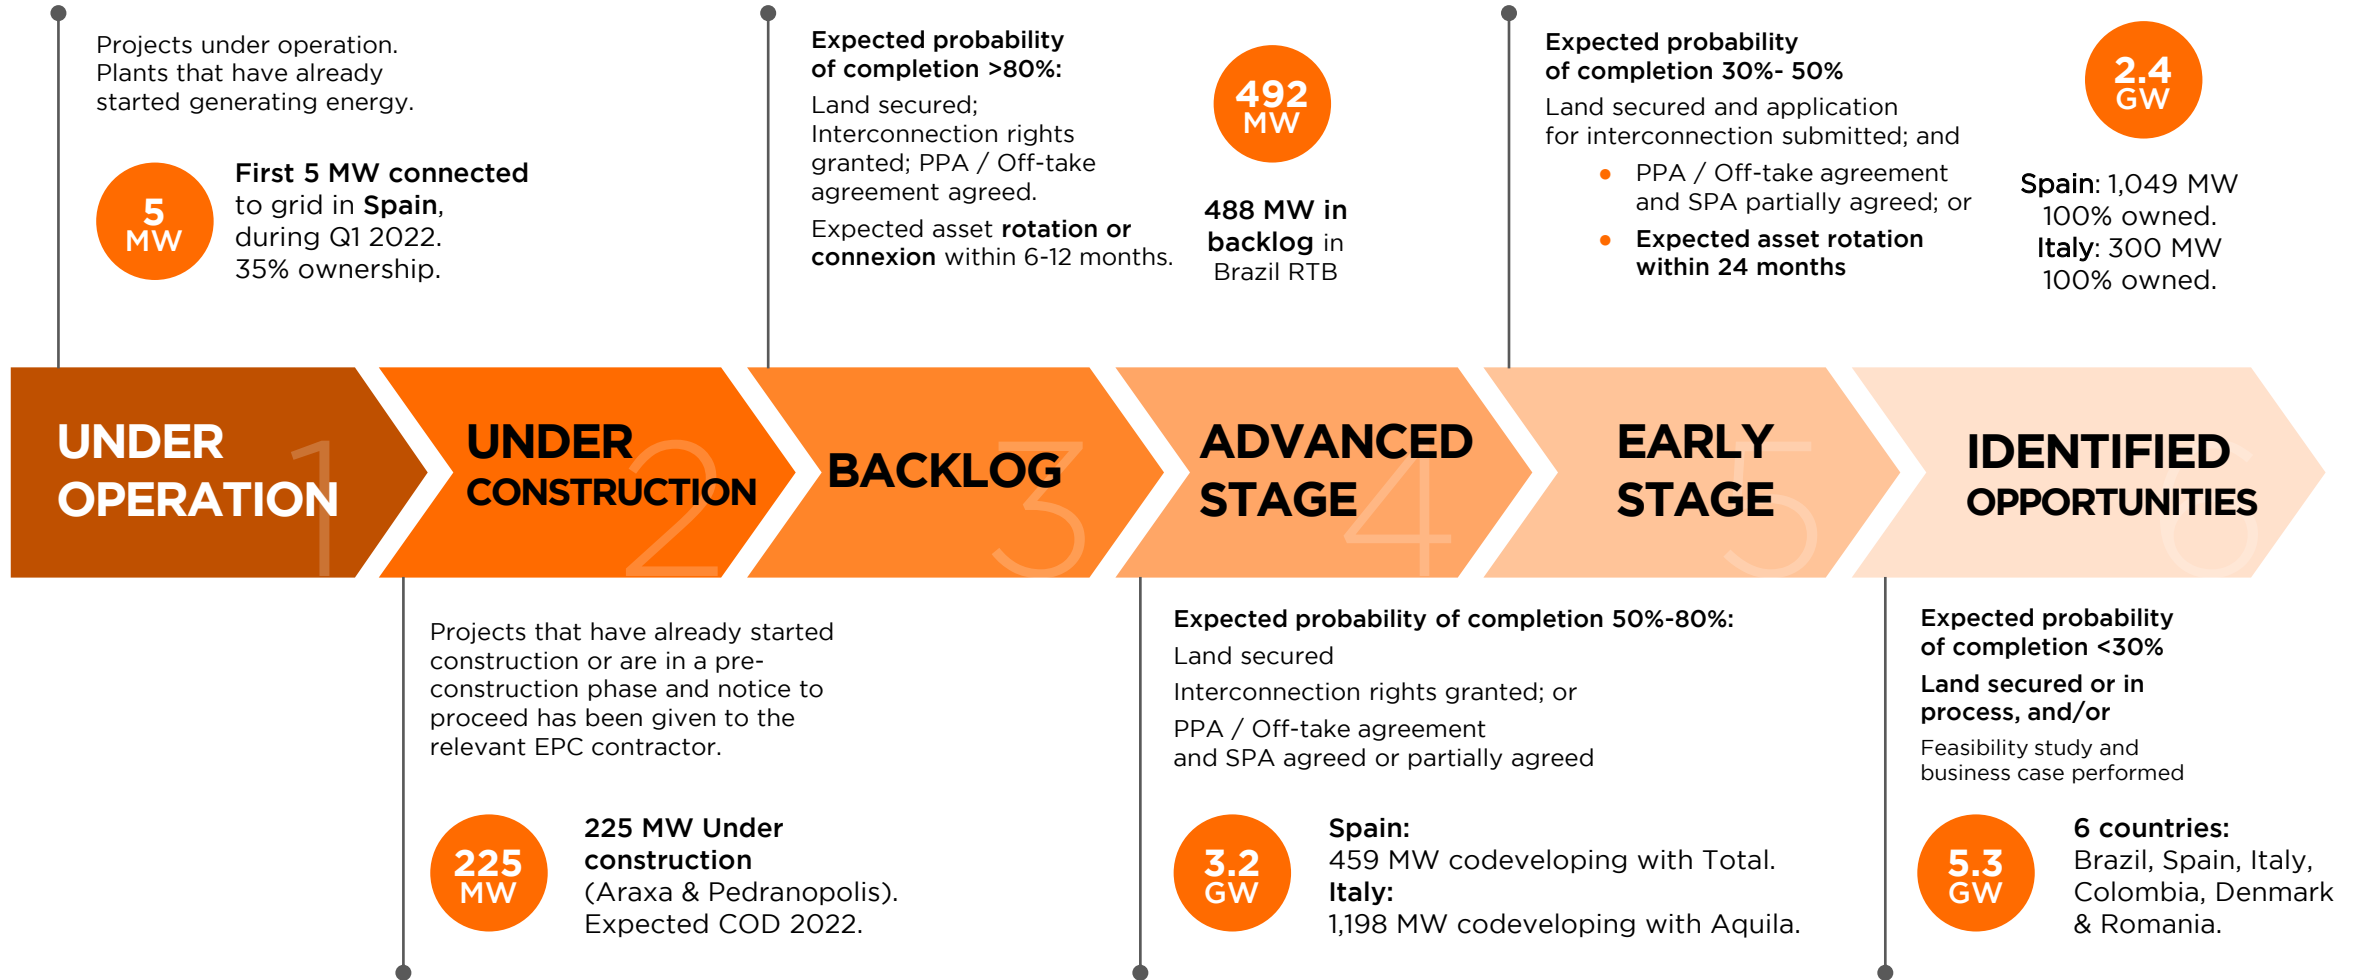 Projects under operation.
Plants that have already
started generating energy.
5
MW
First 5 MW connected
to grid in Spain,
during Q1 2022.
35% ownership.
Expected probability
of completion >80%:
Land secured;
Interconnection rights
granted; PPA / Off-take
agreement agreed.
Expected asset rotation or
connexion within 6-12 months.
492
MW
488 MW in
backlog in
Brazil RTB
Expected probability
of completion 30%- 50%
Land secured and application
for interconnection submitted; and
• PPA / Off-take agreement
and SPA partially agreed; or
• Expected asset rotation
within 24 months
2.4
GW
Spain: 1,049 MW
100% owned.
Italy: 300 MW
100% owned.
UNDER
OPERATION
1
UNDER
CONSTRUCTION
2
BACKLOG
3
ADVANCED
STAGE
4
EARLY
STAGE
5
IDENTIFIED
OPPORTUNITIES
6
Projects that have already started
construction or are in a pre-
construction phase and notice to
proceed has been given to the
relevant EPC contractor.
225
MW
225 MW Under
construction
(Araxa & Pedranopolis).
Expected COD 2022.
Expected probability of completion 50%-80%:
Land secured
Interconnection rights granted; or
PPA / Off-take agreement
and SPA agreed or partially agreed
3.2
GW
Spain:
459 MW codeveloping with Total.
Italy:
1,198 MW codeveloping with Aquila.
Expected probability
of completion <30%
Land secured or in
process, and/or
Feasibility study and
business case performed
5.3
GW
6 countries:
Brazil, Spain, Italy,
Colombia, Denmark
& Romania.